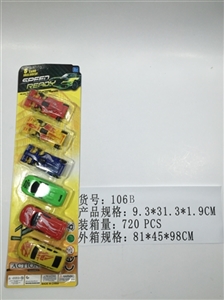 SPEED
READY
货号: 106B
产品规格: 9.3*31.3*1.9CM
装箱量: 720 PCS
外箱规格: 81*45*98CM
ACTION